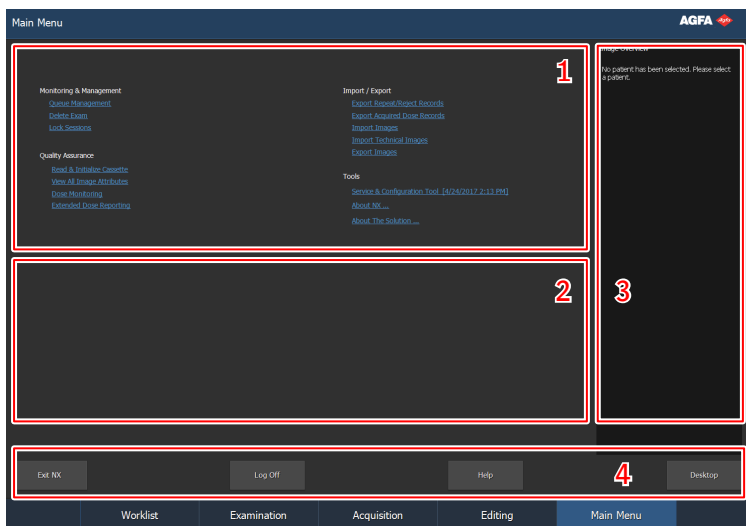 Main Menu
AGFA
1
Image Overview
No patient has been selected. Please select
a patient.
Monitoring & Management
Queue Management
Delete Exam
Lock Sessions
Quality Assurance
Read & Initialize Cassette
View All Image Attributes
Dose Monitoring
Extended Dose Reporting
Import / Export
Export Repeat/Reject Records
Export Acquired Dose Records
Import Images
Import Technical Images
Export Images
Tools
Service & Configuration Tool [4/24/2017 2:13 PM]
About NX ...
About The Solution ...
2
3
4
Exit NX
Log Off
Help
Desktop
Worklist
Examination
Acquisition
Editing
Main Menu